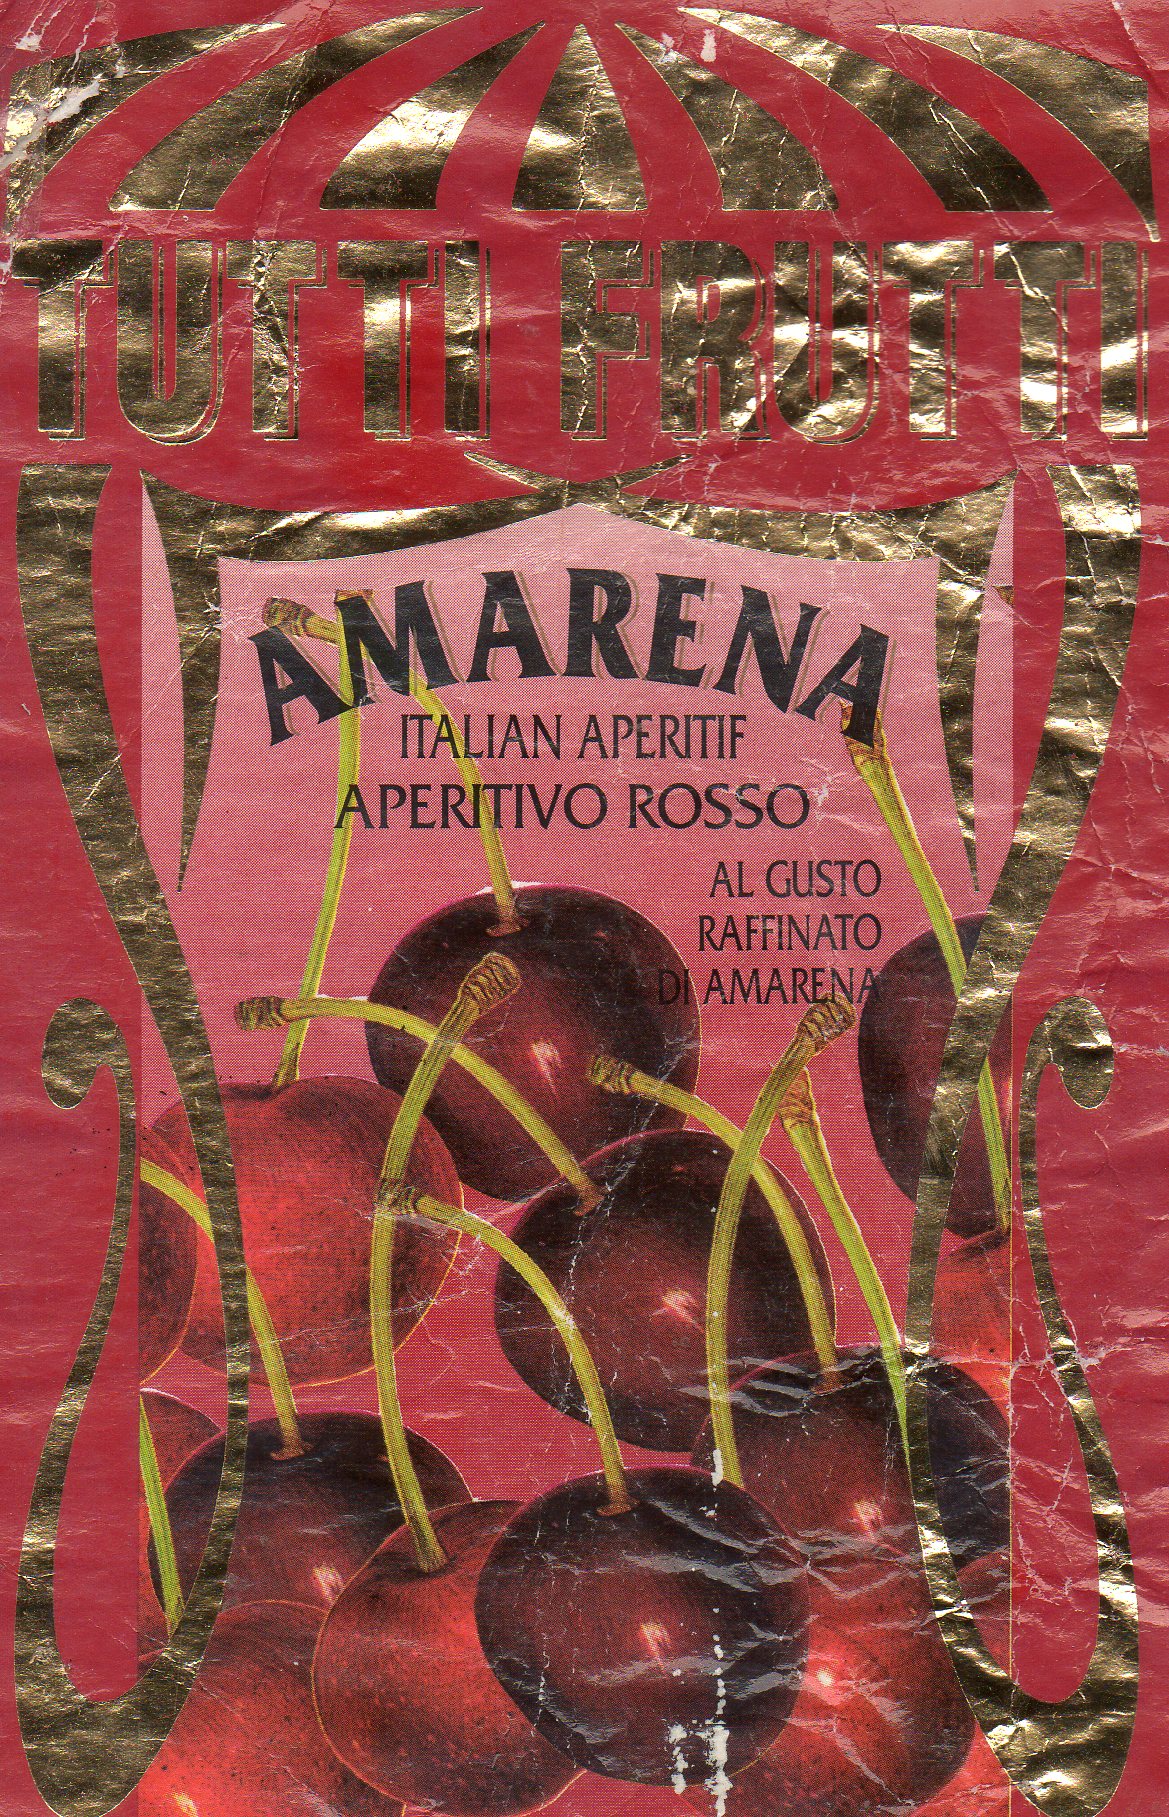 TUTTI FRUTTI
AMARENA
ITALIAN APERITIF
APERITIVO ROSSO
AL GUSTO
RAFFINATO
DI AMARENA